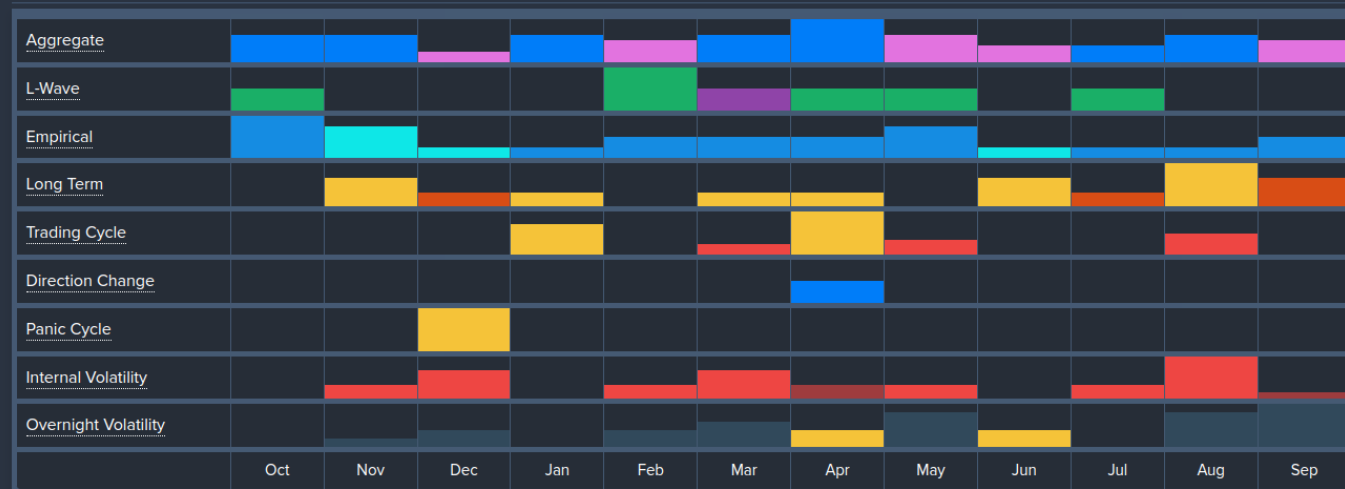 Aggregate
L-Wave
Empirical
Long Term
Trading Cycle
Direction Change
Panic Cycle
Internal Volatility
Overnight Volatility
Oct Nov Dec Jan Feb Mar Apr May Jun Jul Aug Sep